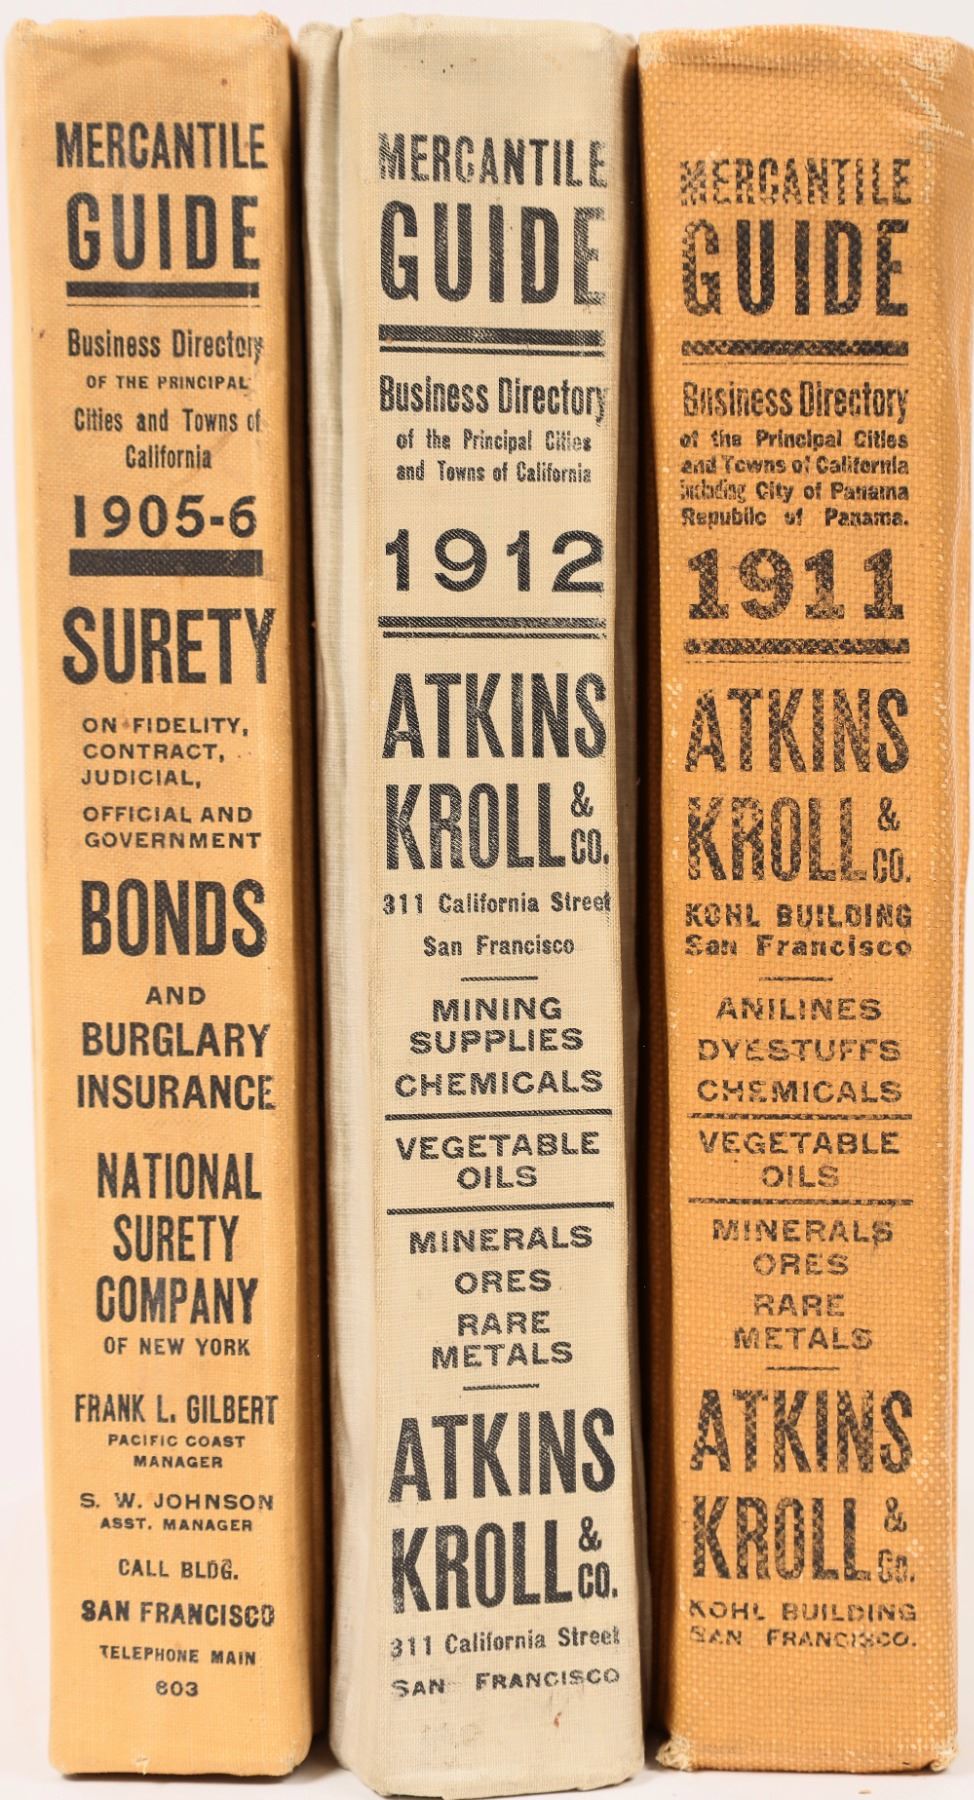 MERCANTILE
GUIDE
Business Directory
OF THE PRINCIPAL
Cities and Towns of
California
1905-6
SURETY
ON FIDELITY,
CONTRACT,
JUDICIAL,
OFFICIAL AND
GOVERNMENT
BONDS
AND
BURGLARY
INSURANCE
NATIONAL
SURETY
COMPANY
OF NEW YORK
FRANK L. GILBERT
PACIFIC COAST
MANAGER
S. W. JOHNSON
ASST. MANAGER
CALL BLDG.
SAN FRANCISCO
TELEPHONE MAIN
603
MERCANTILE
GUIDE
Business Directory
of the Principal Cities
and Towns of California
1912
ATKINS
KROLL & CO.
311 California Street
San Francisco
MINING
SUPPLIES
CHEMICALS
VEGETABLE
OILS
MINERALS
ORES
RARE
METALS
ATKINS
KROLL & CO.
311 California Street
SAN FRANCISCO
MERCANTILE
GUIDE
Business Directory
of the Principal Cities
and Towns of California
including City of Panama
Republic of Panama.
1911
ATKINS
KROLL & CO.
KOHL BUILDING
San Francisco
ANILINES
DYESTUFFS
CHEMICALS
VEGETABLE
OILS
MINERALS
ORES
RARE
METALS
ATKINS
KROLL & Co.
KOHL BUILDING
SAN FRANCISCO.